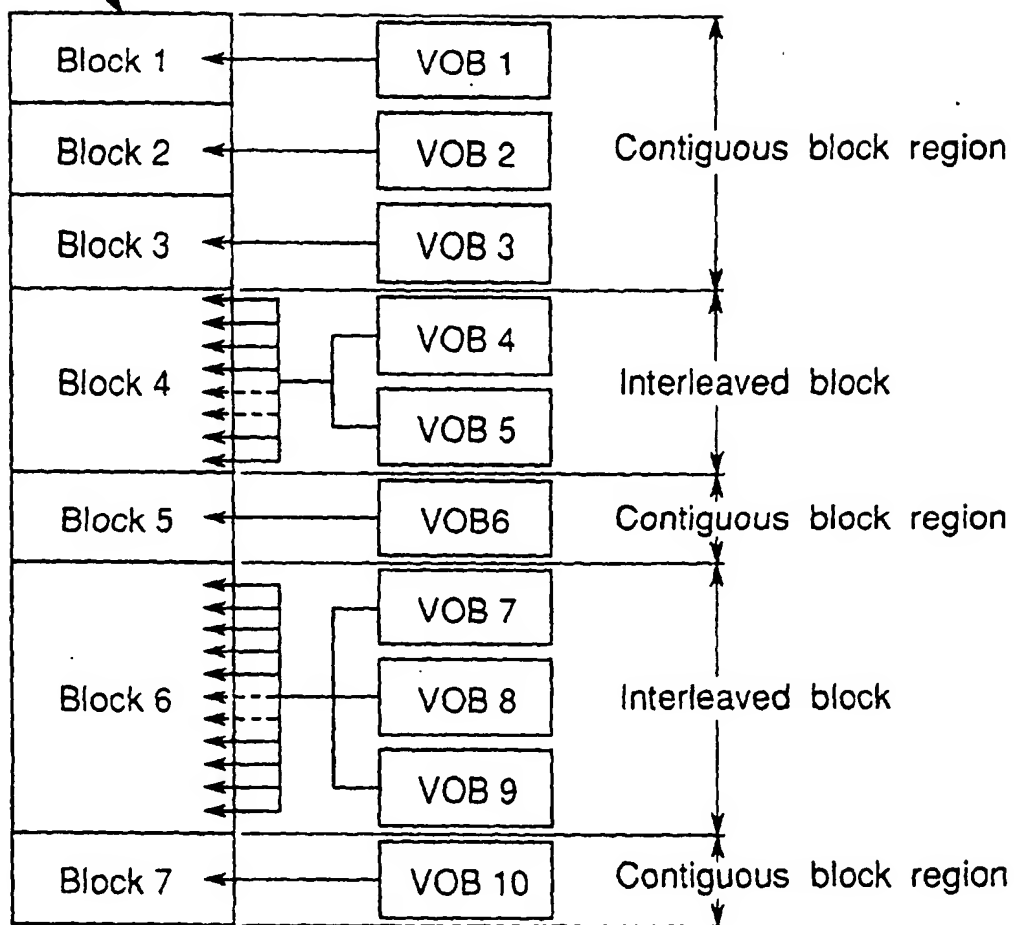 Block 1
VOB 1
Block 2
VOB 2
Contiguous block region
Block 3
VOB 3
VOB 4
Block 4
Interleaved block
VOB 5
Block 5
VOB6
Contiguous block region
VOB 7
Block 6
VOB 8
Interleaved block
VOB 9
Block 7
VOB 10
Contiguous block region